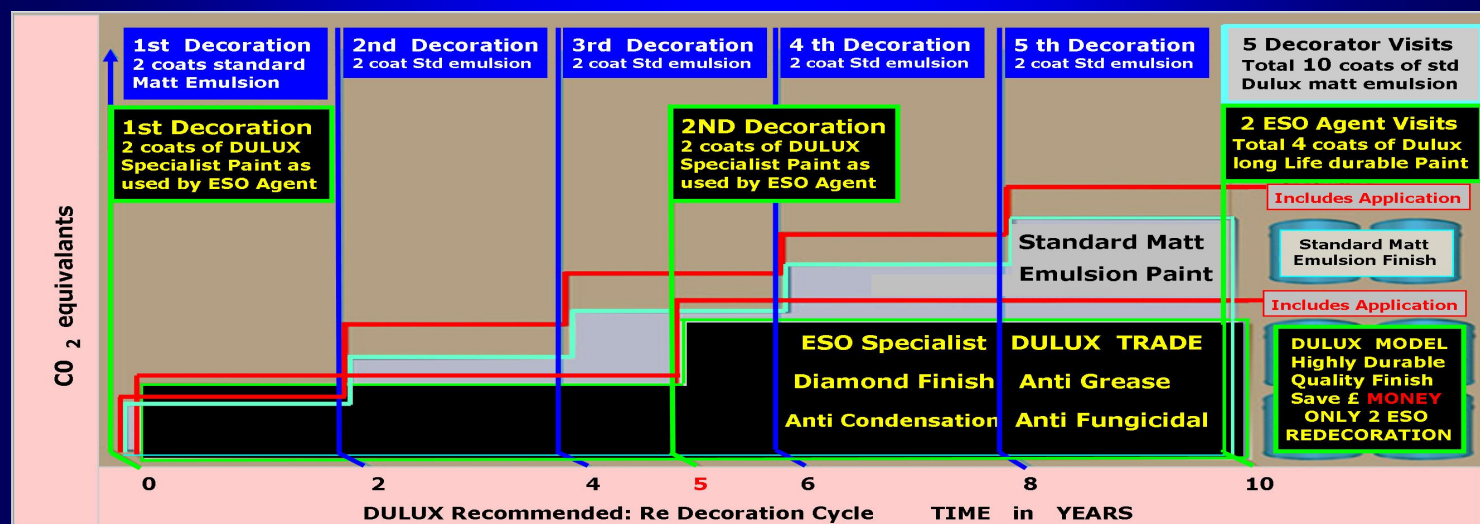 1st Decoration
2 coats standard
Matt Emulsion
2nd Decoration
2 coat Std emulsion
3rd Decoration
2 coat Std emulsion
4 th Decoration
2 coat Std emulsion
5 th Decoration
2 coat Std emulsion
5 Decorator Visits
Total 10 coats of std
Dulux matt emulsion
1st Decoration
2 coats of DULUX
Specialist Paint as
used by ESO Agent
2ND Decoration
2 coats of DULUX
Specialist Paint as
used by ESO Agent
2 ESO Agent Visits
Total 4 coats of Dulux
long Life durable Paint
Includes Application
Standard Matt
Emulsion Paint
Standard Matt
Emulsion Finish
Includes Application
ESO Specialist DULUX TRADE
Diamond Finish Anti Grease
Anti Condensation Anti Fungicidal
DULUX MODEL
Highly Durable
Quality Finish
Save £ MONEY
ONLY 2 ESO
REDECORATION
C0 2 equivalants
0 2 4 5 6 8 10
DULUX Recommended: Re Decoration Cycle TIME in YEARS